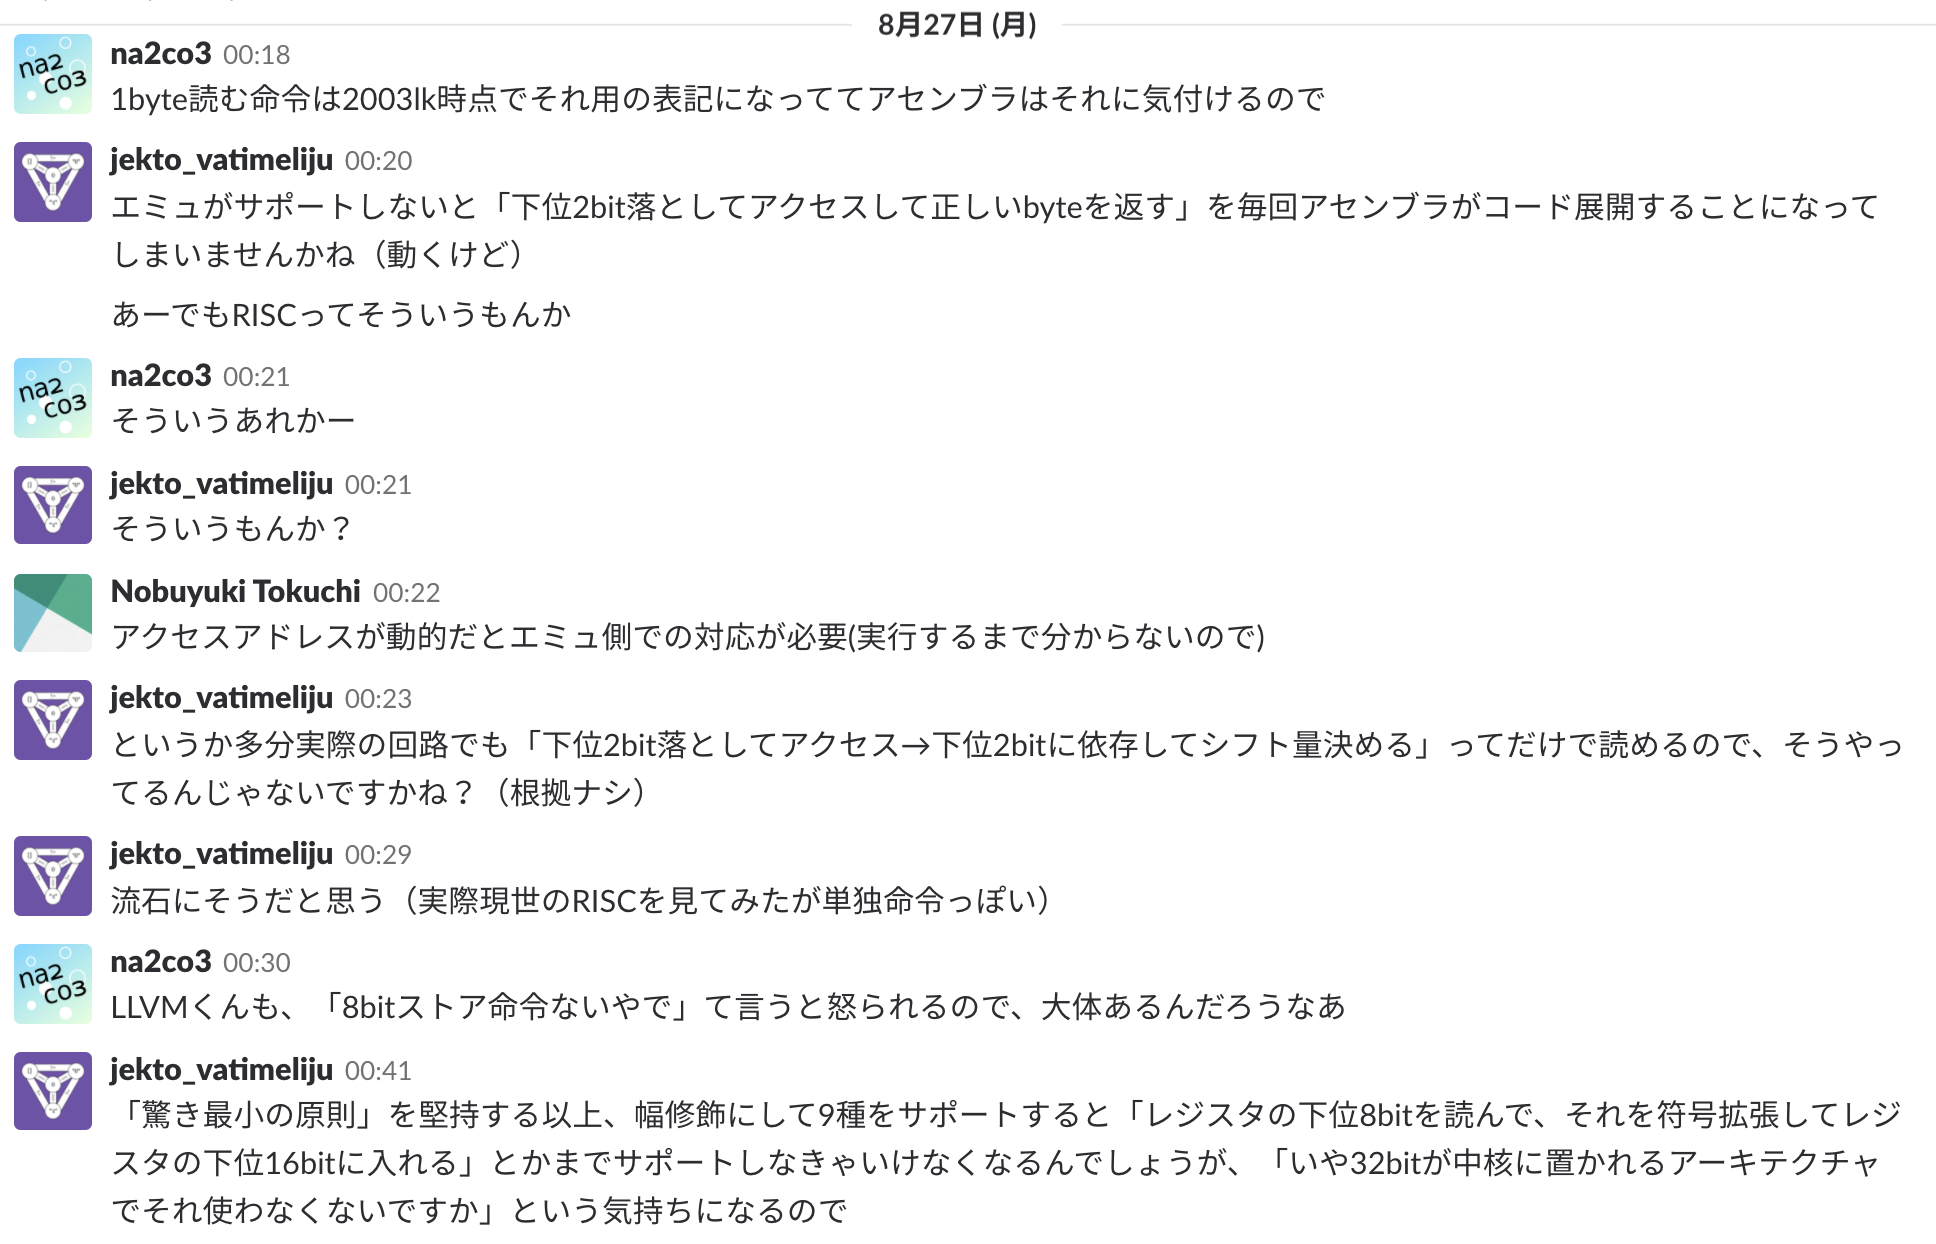 8月27日 (月)
na2co3 00:18
na2 co3
1byte読む命令は2003lk時点でそれ用の表記になっててアセンブラはそれに気付けるので
jekto_vatimeliju 00:20
エミュがサポートしないと「下位2bit落としてアクセスして正しいbyteを返す」を毎回アセンブラがコード展開することになって
しまいませんかね（動くけど）
あーでもRISCってそういうもんか
na2co3 00:21
na2 co3
そういうあれかー
jekto_vatimeliju 00:21
そういうもんか？
Nobuyuki Tokuchi 00:22
アクセスアドレスが動的だとエミュ側での対応が必要(実行するまで分からないので)
jekto_vatimeliju 00:23
というか多分実際の回路でも「下位2bit落としてアクセス→下位2bitに依存してシフト量決める」ってだけで読めるので、そうやっ
てるんじゃないですかね？（根拠ナシ）
jekto_vatimeliju 00:29
流石にそうだと思う（実際現世のRISCを見てみたが単独命令っぽい）
na2co3 00:30
na2 co3
LLVMくんも、「8bitストア命令ないやで」て言うと怒られるので、大体あるんだろうなあ
jekto_vatimeliju 00:41
「驚き最小の原則」を堅持する以上、幅修飾にして9種をサポートすると「レジスタの下位8bitを読んで、それを符号拡張してレジ
スタの下位16bitに入れる」とかまでサポートしなきゃいけなくなるんでしょうが、「いや32bitが中核に置かれるアーキテクチャ
でそれ使わなくないですか」という気持ちになるので